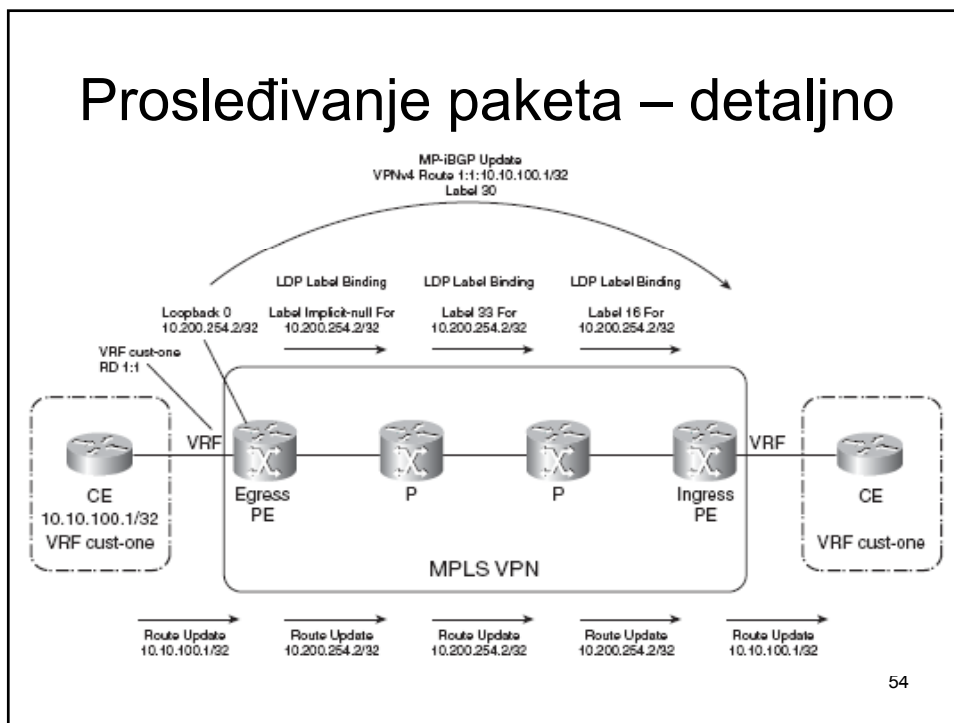 Prosleđivanje paketa – detaljno
MP-iBGP Update
VPNv4 Route 1:1:10.10.100.1/32
Label 30
LDP Label Binding
LDP Label Binding
LDP Label Binding
Loopback 0
10.200.254.2/32
Label Implicit-null For
10.200.254.2/32
Label 33 For
10.200.254.2/32
Label 16 For
10.200.254.2/32
VRF cust-one
RD 1:1
VRF
VRF
CE
10.10.100.1/32
VRF cust-one
Egress
PE
P
P
Ingress
PE
CE
VRF cust-one
MPLS VPN
Route Update
10.10.100.1/32
Route Update
10.200.254.2/32
Route Update
10.200.254.2/32
Route Update
10.200.254.2/32
Route Update
10.10.100.1/32
54